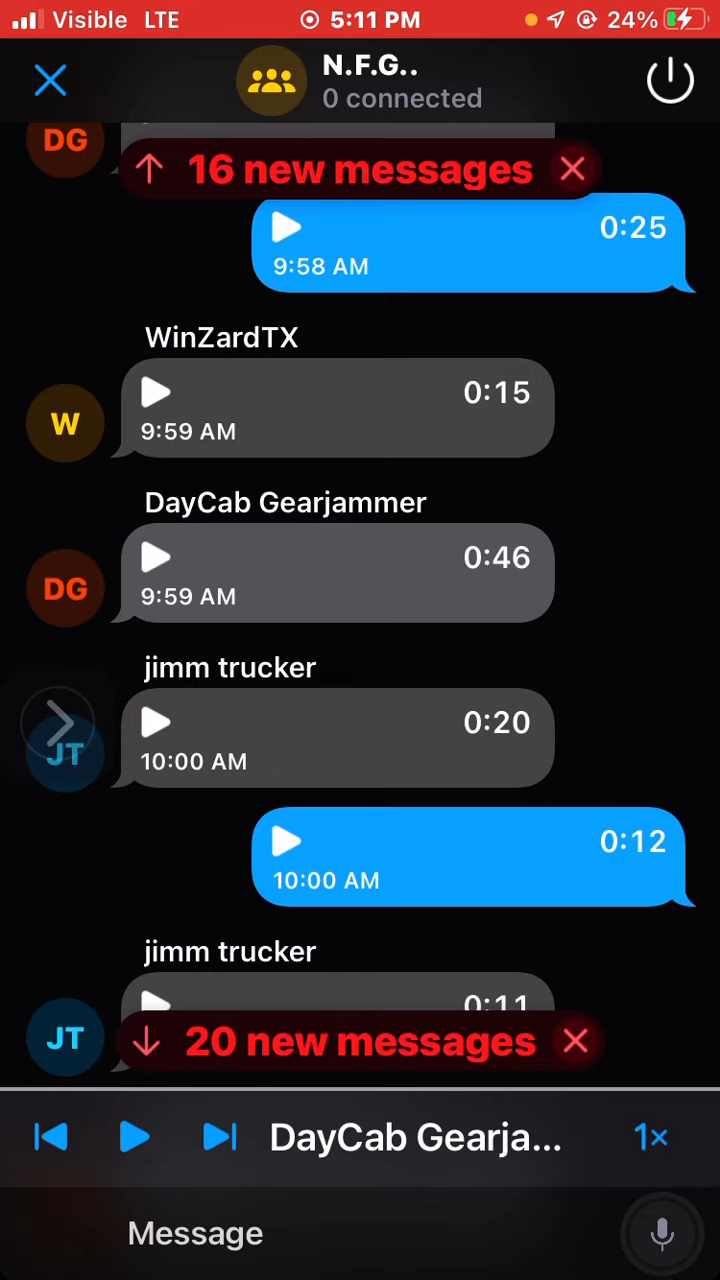 Visible LTE 5:11 PM 24%
N.F.G..
0 connected
DG
16 new messages
0:25
9:58 AM
WinZardTX
W
0:15
9:59 AM
DayCab Gearjammer
DG
0:46
9:59 AM
jimm trucker
JT
0:20
10:00 AM
0:12
10:00 AM
jimm trucker
JT
0:11
20 new messages
DayCab Gearja... 1×
Message